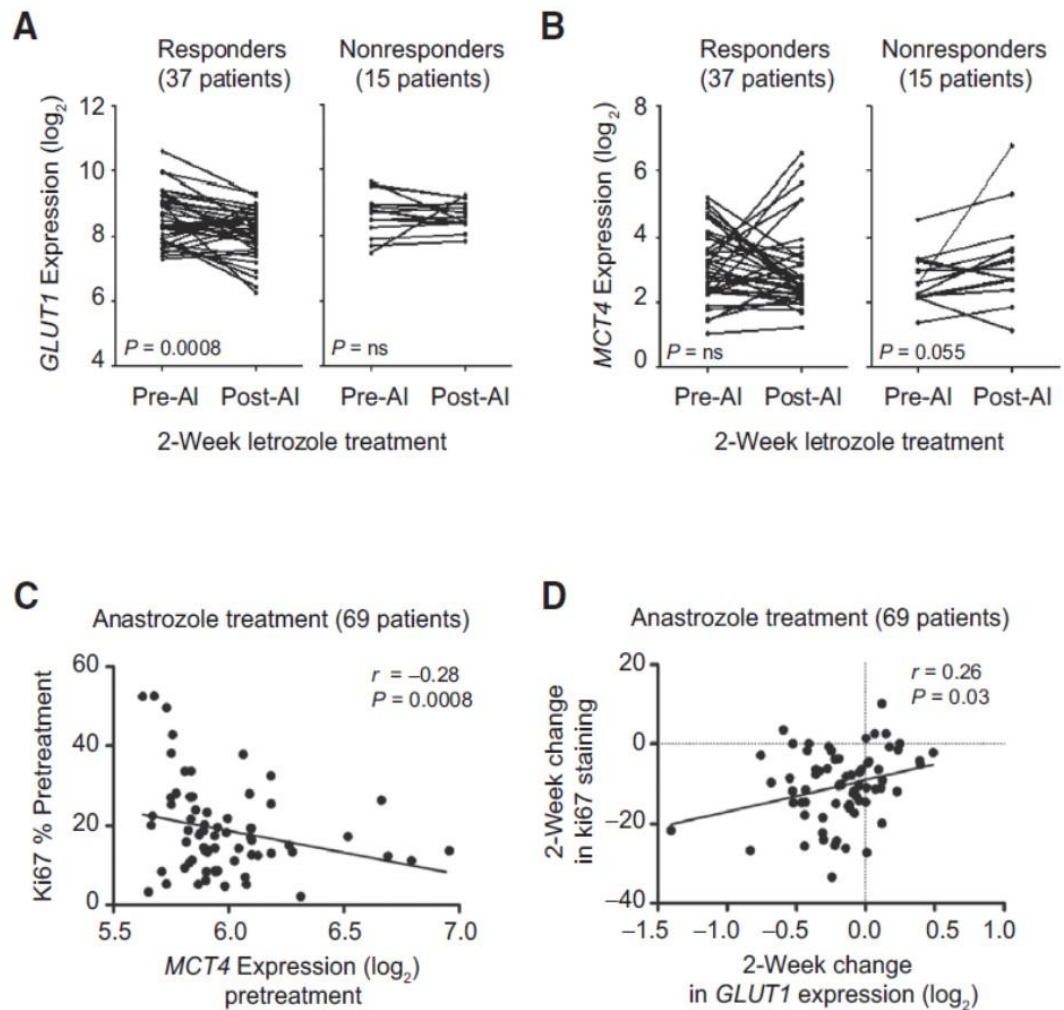 A
Responders
(37 patients)
Nonresponders
(15 patients)
GLUT1 Expression (log2)
12
10
8
6
4
P = 0.0008
P = ns
Pre-AI Post-AI
Pre-AI Post-AI
2-Week letrozole treatment
B
Responders
(37 patients)
Nonresponders
(15 patients)
MCT4 Expression (log2)
8
6
4
2
0
P = ns
P = 0.055
Pre-AI Post-AI
Pre-AI Post-AI
2-Week letrozole treatment
C
Anastrozole treatment (69 patients)
Ki67 % Pretreatment
60
40
20
0
r = –0.28
P = 0.0008
5.5 6.0 6.5 7.0
MCT4 Expression (log2)
pretreatment
D
Anastrozole treatment (69 patients)
2-Week change
in ki67 staining
20
0
–20
–40
r = 0.26
P = 0.03
–1.5 –1.0 –0.5 0.0 0.5 1.0
2-Week change
in GLUT1 expression (log2)